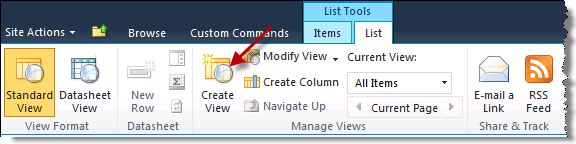 List Tools
Site Actions Browse Custom Commands Items List
Standard View
Datasheet View
New Row
Create View
Modify View
Create Column
Navigate Up
Current View:
All Items
Current Page
E-mail a Link
RSS Feed
View Format Datasheet Manage Views Share & Track